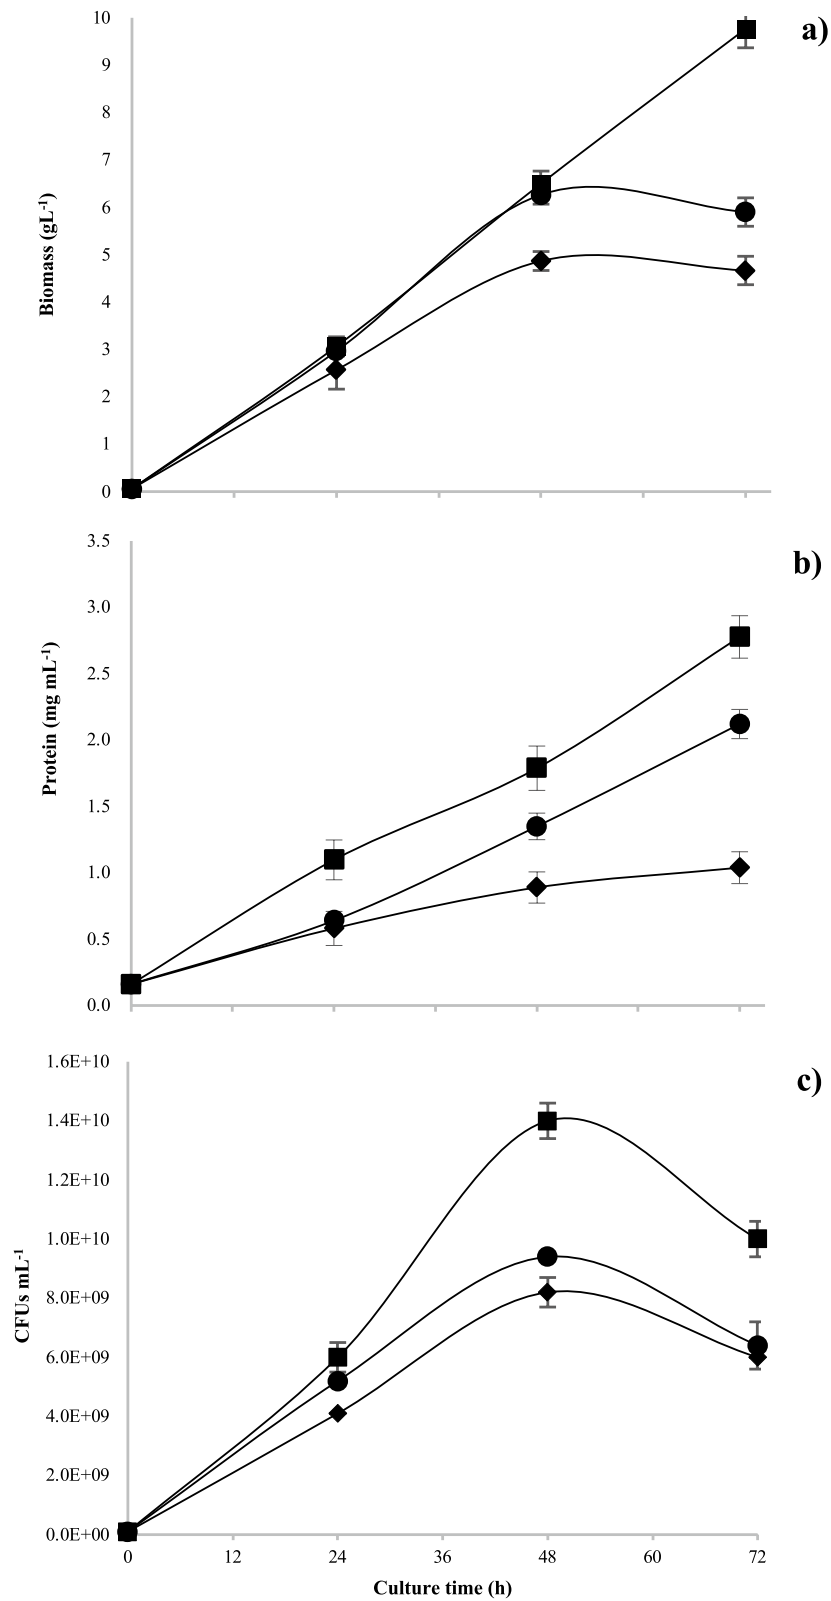 a)
10
9
8
7
6
5
4
3
2
1
0
Biomass (gL-1)
b)
3.5
3.0
2.5
2.0
1.5
1.0
0.5
0.0
Protein (mg mL-1)
c)
1.6E+10
1.4E+10
1.2E+10
1.0E+10
8.0E+09
6.0E+09
4.0E+09
2.0E+09
0.0E+00
CFUs mL-1
0 12 24 36 48 60 72
Culture time (h)